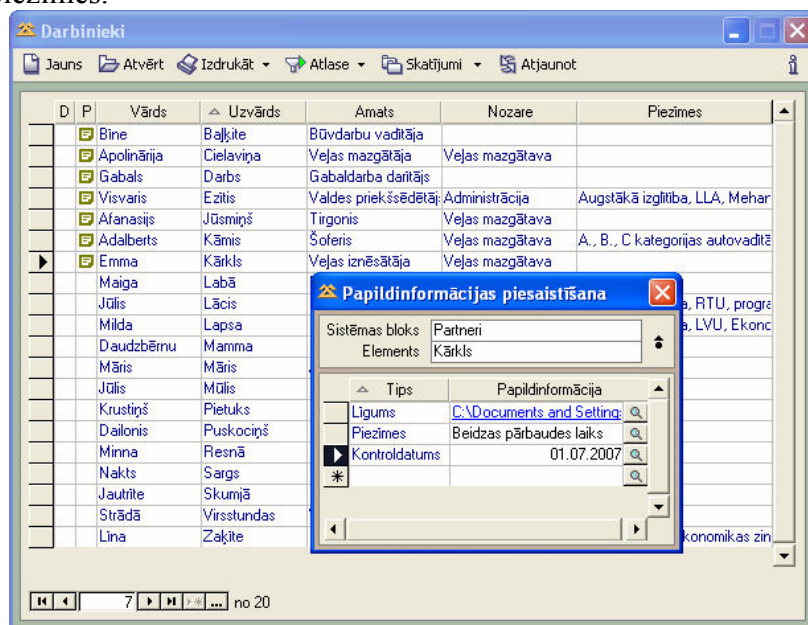 Darbinieki
Jauns Atvērt Izdrukāt Atlase Skatījumi Atjaunot
D P Vārds Uzvārds Amats Nozare Piezīmes
Bine Baļķite Būvdarbu vadītāja
Apolinārija Cielaviņa Veļas mazgātāja Veļas mazgātava
Gabals Darbs Gabaldarba darītājs
Visvaris Ezītis Valdes priekšsēdētāj Administrācija Augstākā izglītība, LLA, Mehar
Afanasijs Jūsmiņš Tirgonis Veļas mazgātava
Adalberts Kāmis Šoferis Veļas mazgātava A., B., C kategorijas autovadītā
Emma Kārkls Veļas iznēsātāja Veļas mazgātava
Maiga Labā
Jūlis Lācis , RTU, progra
Milda Lapsa , LVU, Ekonc
Daudzbērnu Mamma
Māris Māris
Jūlis Mūlis
Krustiņš Pietuks
Dailonis Puskociņš
Minna Resnā
Nakts Sargs
Jautrīte Skumjā
Strādā Virsstundas
Līna Zaķite konomikas zin
Papildinformācijas piesaistīšana
Sistēmas bloks Partneri
Elements Kārkls
Tips Papildinformācija
Līgums C:\Documents and Setting
Piezīmes Beidzas pārbaudes laiks
Kontroldatums 01.07.2007
7 ... no 20